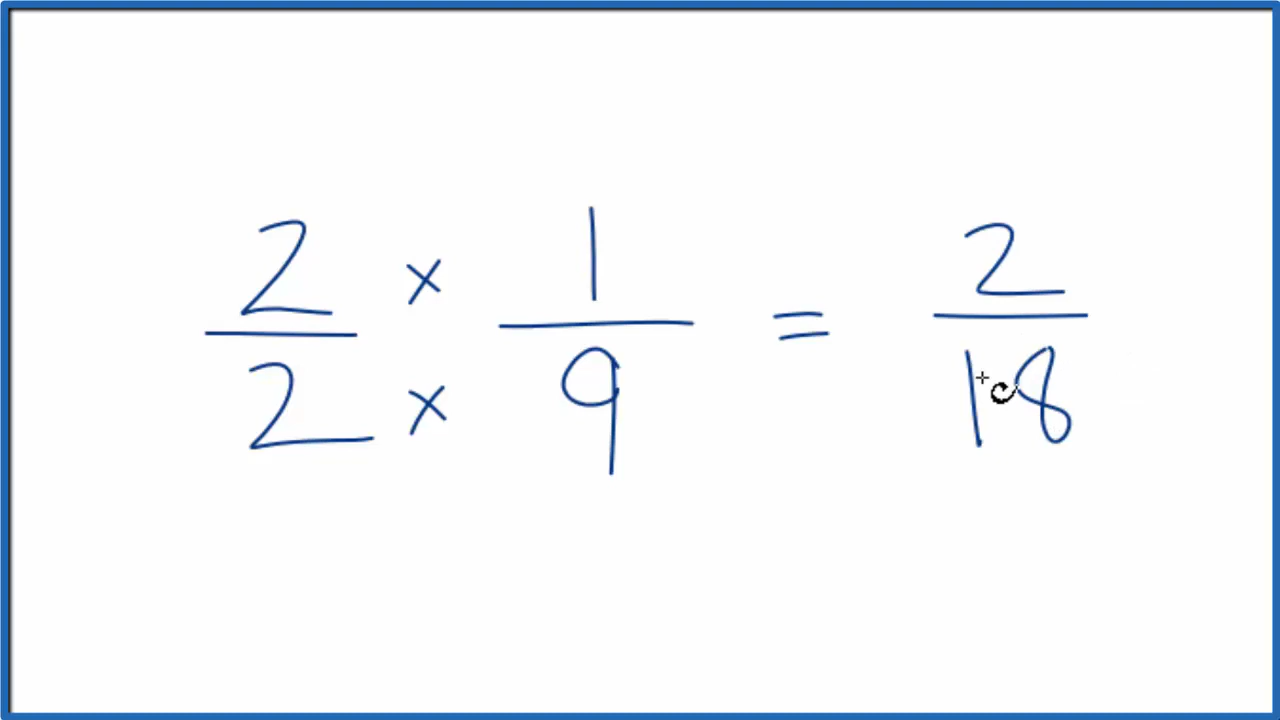 2 × 1 = 2
2 × 9 18